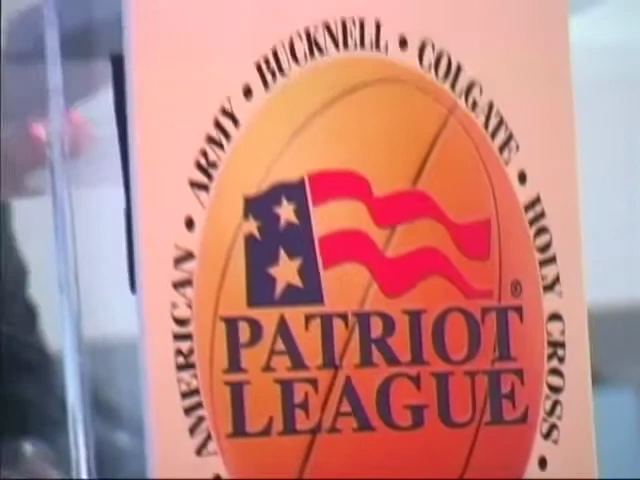 AMERICAN • ARMY • BUCKNELL • COLGATE • HOLY CROSS •
PATRIOT ®
LEAGUE